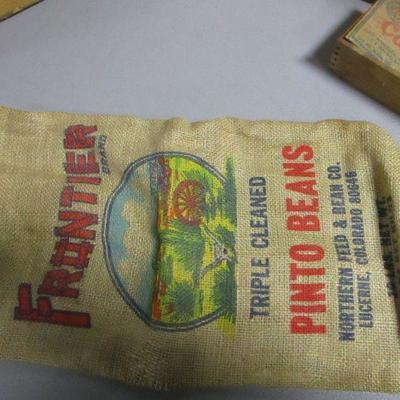 FRONTIER
BRAND
TRIPLE CLEANED
PINTO BEANS
NORTHERN FEED & BEAN CO.
LUCERNE, COLORADO 80646